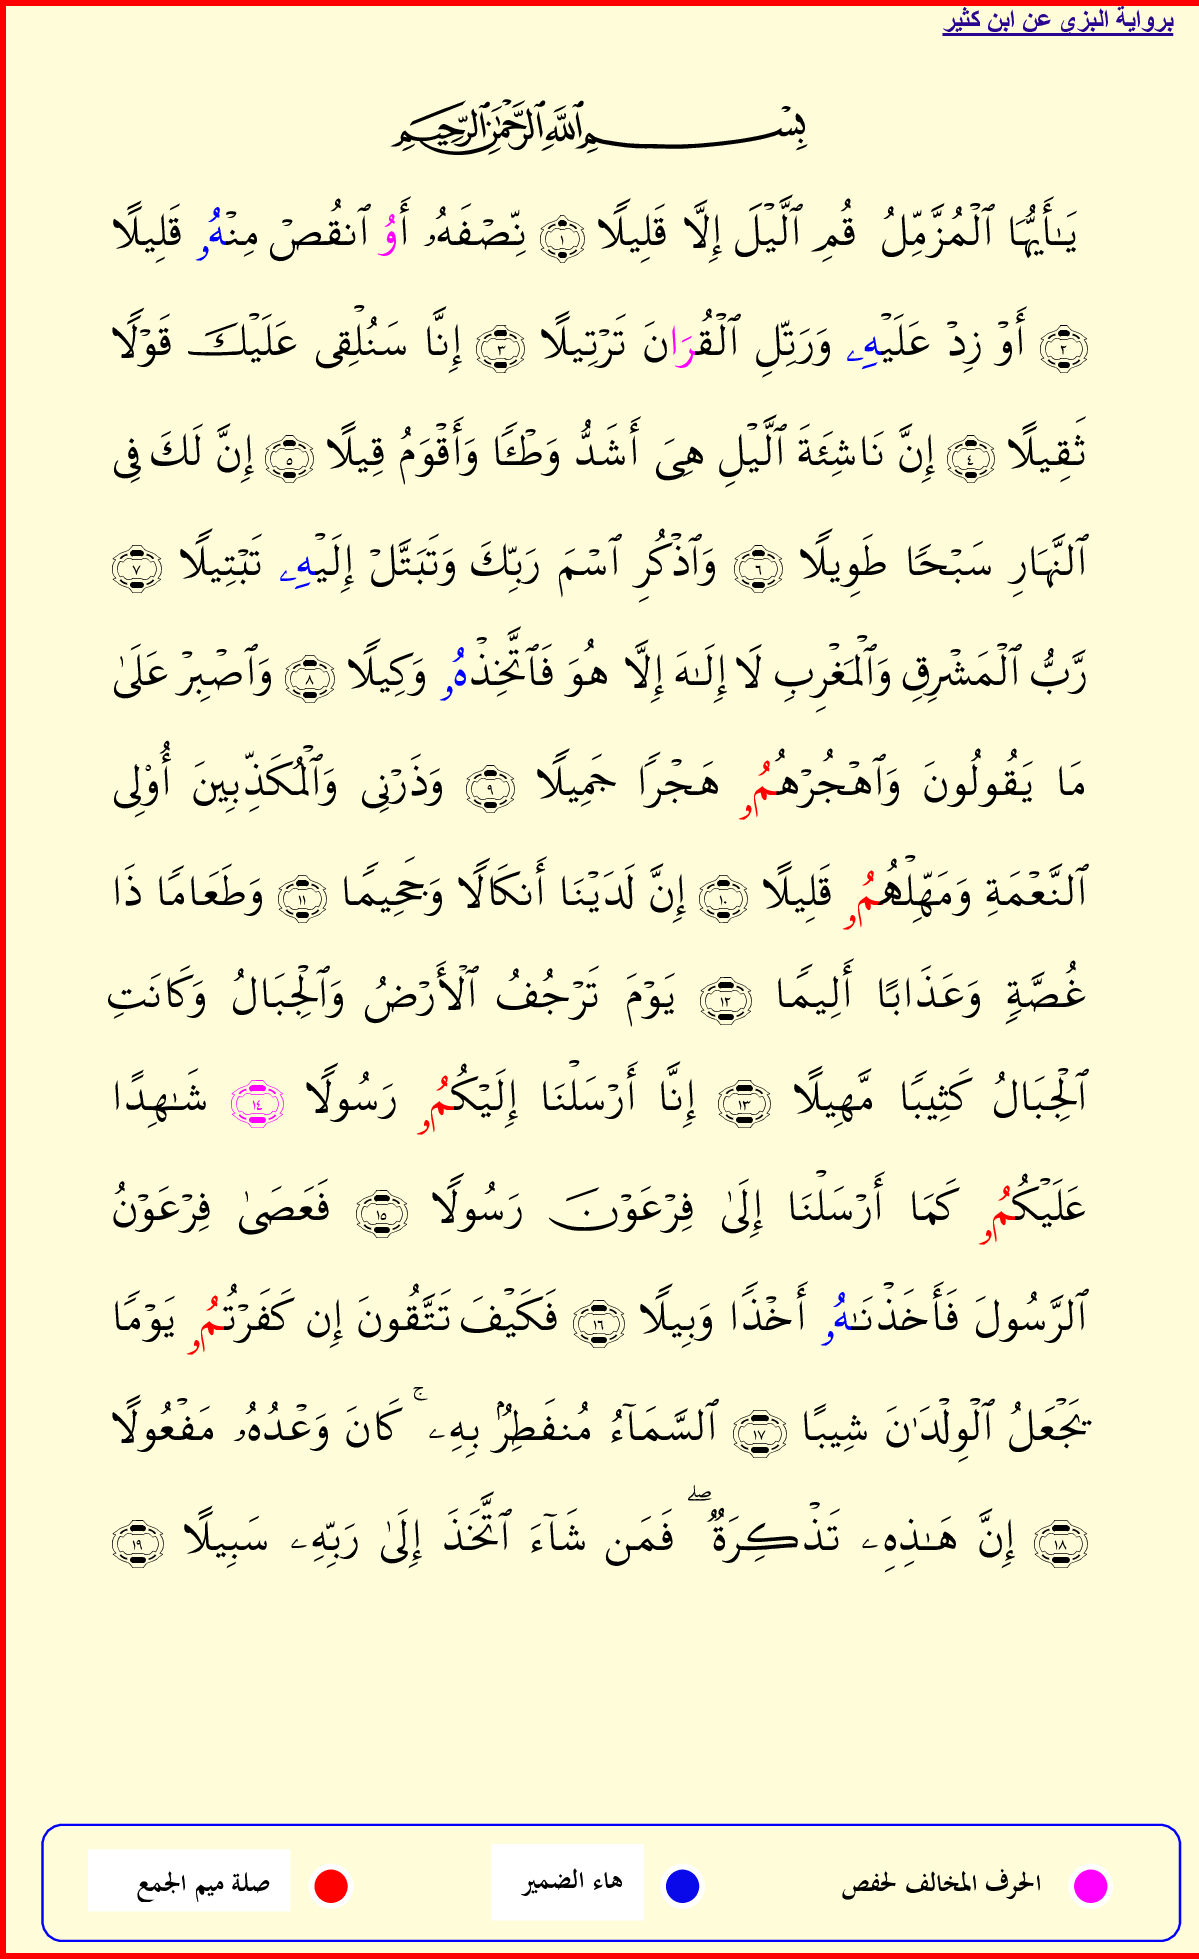 برواية البزي عن ابن كثير
بِسْمِ ٱللَّهِ ٱلرَّحْمَٰنِ ٱلرَّحِيمِ
يَـٰٓأَيُّهَا ٱلْمُزَّمِّلُ قُمِ ٱلَّيْلَ إِلَّا قَلِيلًا ١ نِّصْفَهُۥ أَوُ ٱنقُصْ مِنْهُۥ قَلِيلًا
٢ أَوْ زِدْ عَلَيْهِۦ وَرَتِّلِ ٱلْقُرَانَ تَرْتِيلًا ٣ إِنَّا سَنُلْقِى عَلَيْكَ قَوْلًا
ثَقِيلًا ٤ إِنَّ نَاشِئَةَ ٱلَّيْلِ هِىَ أَشَدُّ وَطْـًٔا وَأَقْوَمُ قِيلًا ٥ إِنَّ لَكَ فِى
ٱلنَّهَارِ سَبْحًا طَوِيلًا ٦ وَٱذْكُرِ ٱسْمَ رَبِّكَ وَتَبَتَّلْ إِلَيْهِۦ تَبْتِيلًا ٧
رَّبُّ ٱلْمَشْرِقِ وَٱلْمَغْرِبِ لَا إِلَـٰهَ إِلَّا هُوَ فَٱتَّخِذْهُۥ وَكِيلًا ٨ وَٱصْبِرْ عَلَىٰ
مَا يَقُولُونَ وَٱهْجُرْهُمُۥ هَجْرًا جَمِيلًا ٩ وَذَرْنِى وَٱلْمُكَذِّبِينَ أُوْلِى
ٱلنَّعْمَةِ وَمَهِّلْهُمُۥ قَلِيلًا ١٠ إِنَّ لَدَيْنَا أَنكَالًا وَجَحِيمًا ١١ وَطَعَامًا ذَا
غُصَّةٍ وَعَذَابًا أَلِيمًا ١٢ يَوْمَ تَرْجُفُ ٱلْأَرْضُ وَٱلْجِبَالُ وَكَانَتِ
ٱلْجِبَالُ كَثِيبًا مَّهِيلًا ١٣ إِنَّا أَرْسَلْنَا إِلَيْكُمُۥ رَسُولًا ١٤ شَـٰهِدًا
عَلَيْكُمُۥ كَمَا أَرْسَلْنَا إِلَىٰ فِرْعَوْنَ رَسُولًا ١٥ فَعَصَىٰ فِرْعَوْنُ
ٱلرَّسُولَ فَأَخَذْنَـٰهُۥ أَخْذًا وَبِيلًا ١٦ فَكَيْفَ تَتَّقُونَ إِن كَفَرْتُمُۥ يَوْمًا
يَجْعَلُ ٱلْوِلْدَٰنَ شِيبًا ١٧ ٱلسَّمَآءُ مُنفَطِرٌۢ بِهِۦ ۚ كَانَ وَعْدُهُۥ مَفْعُولًا
١٨ إِنَّ هَـٰذِهِۦ تَذْكِرَةٌ ۖ فَمَن شَآءَ ٱتَّخَذَ إِلَىٰ رَبِّهِۦ سَبِيلًا ١٩
الحرف المخالف لحفص هاء الضمير صلة ميم الجمع